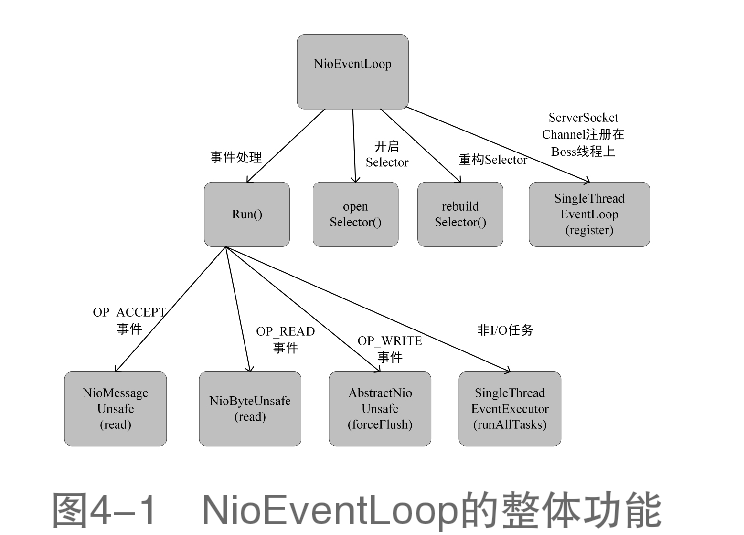 NioEventLoop
事件处理
开启
Selector
重构Selector
ServerSocket
Channel注册在
Boss线程上
Run()
open
Selector()
rebuild
Selector()
SingleThread
EventLoop
(register)
OP_ACCEPT
事件
OP_READ
事件
OP_WRITE
事件
非I/O任务
NioMessage
Unsafe
(read)
NioByteUnsafe
(read)
AbstractNio
Unsafe
(forceFlush)
SingleThread
EventExecutor
(runAllTasks)
图4-1 NioEventLoop的整体功能